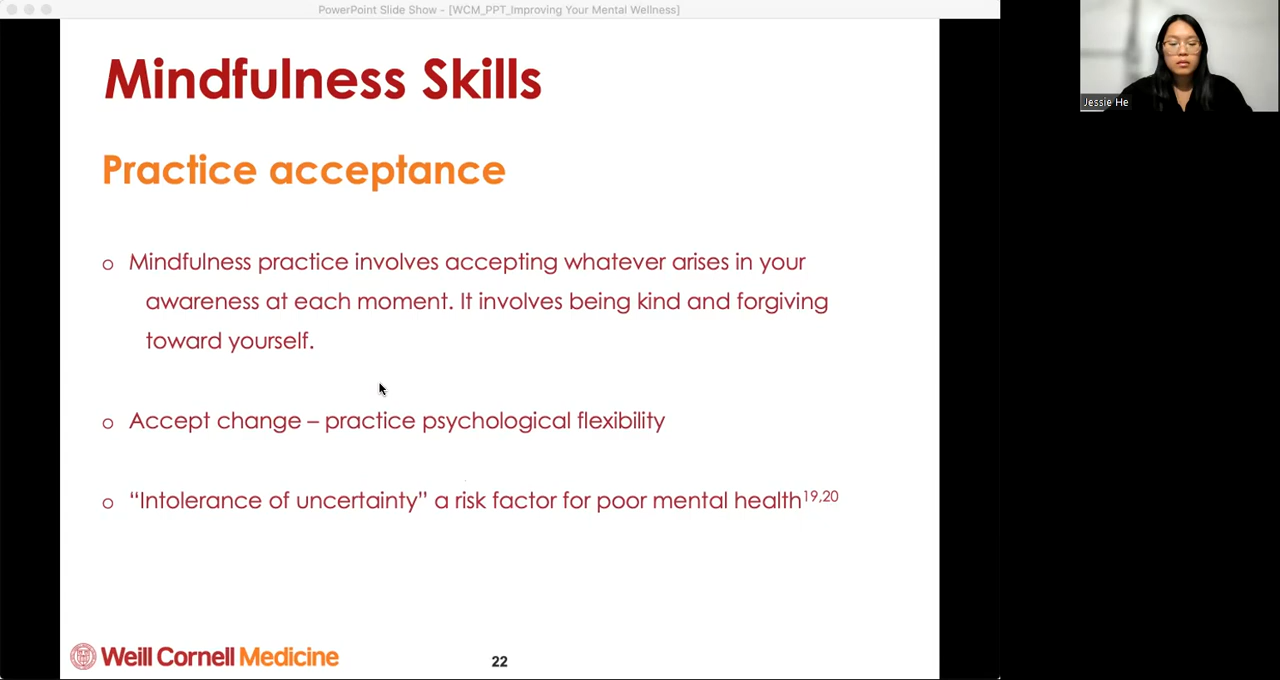 PowerPoint Slide Show - [WCM_PPT_Improving Your Mental Wellness]
Mindfulness Skills
Jessie He
Practice acceptance
o Mindfulness practice involves accepting whatever arises in your
awareness at each moment. It involves being kind and forgiving
toward yourself.
o Accept change – practice psychological flexibility
o “Intolerance of uncertainty” a risk factor for poor mental health19,20
Weill Cornell Medicine
22